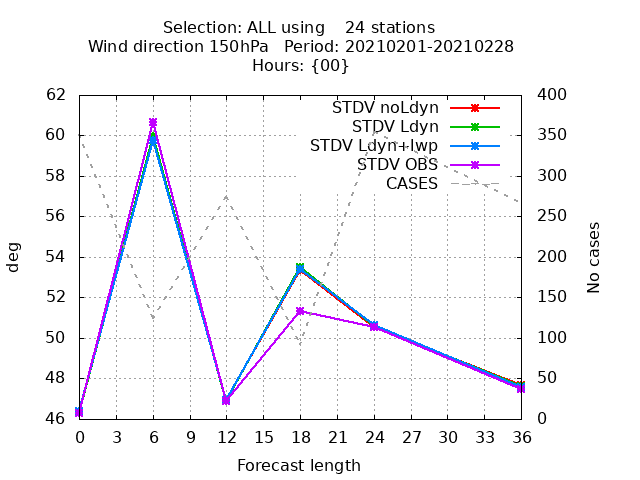 Selection: ALL using    24 stations
Wind direction 150hPa   Period: 20210201-20210228
Hours: {00}
STDV noLdyn
STDV Ldyn
STDV Ldyn+lwp
STDV OBS
CASES
62
60
58
56
54
52
50
48
46
deg
400
350
300
250
200
150
100
50
0
No cases
0 3 6 9 12 15 18 21 24 27 30 33 36
Forecast length